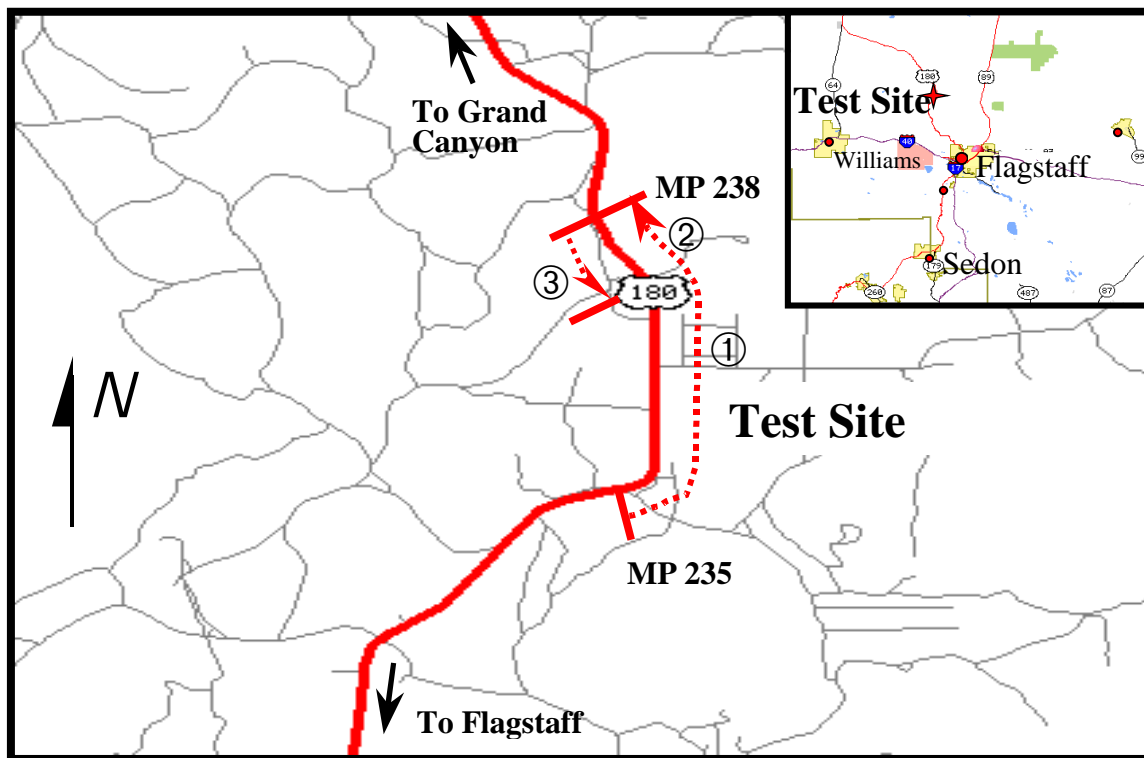 To Grand
Canyon
MP 238
②
③
180
①
N
Test Site
MP 235
To Flagstaff
180
89
64
Test Site
40
Williams
Flagstaff
17
99
Sedon
179
260
487
87